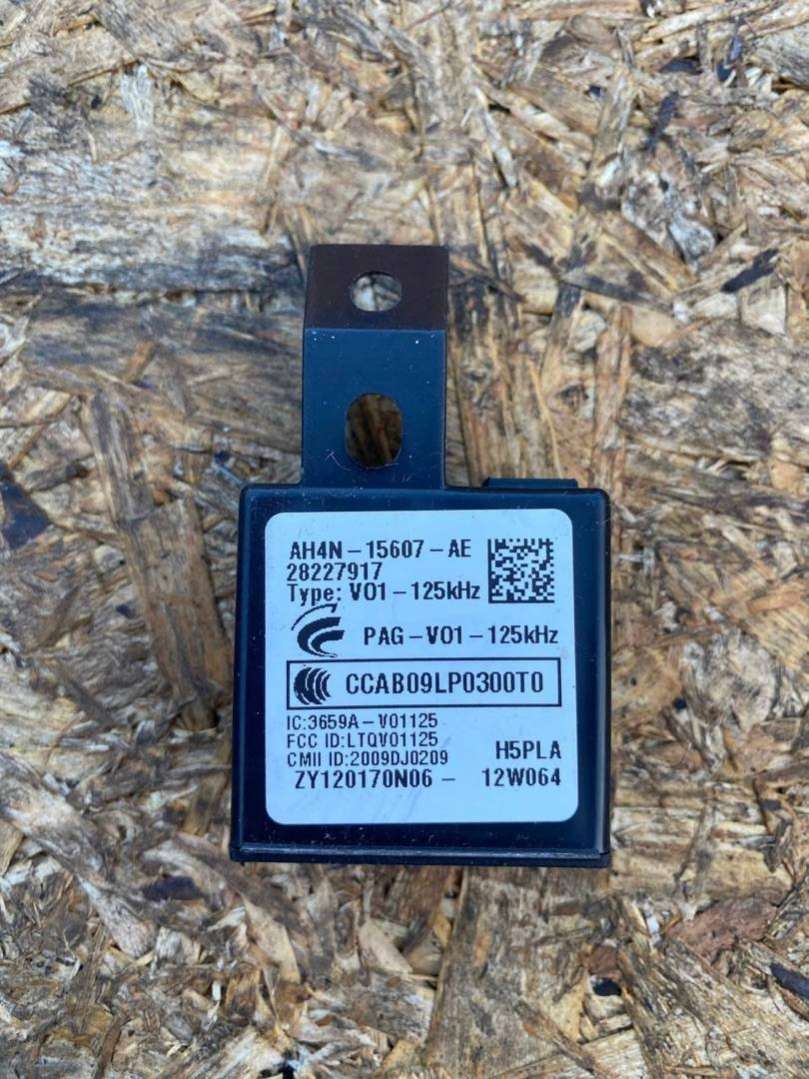 AH4N-15607-AE
28227917
Type: V01-125kHz
PAG-V01-125kHz
CCAB09LP0300T0
IC:3659A-V01125
FCC ID:LTQV01125
CMII ID:2009DJ0209
H5PLA
ZY120170N06- 12W064